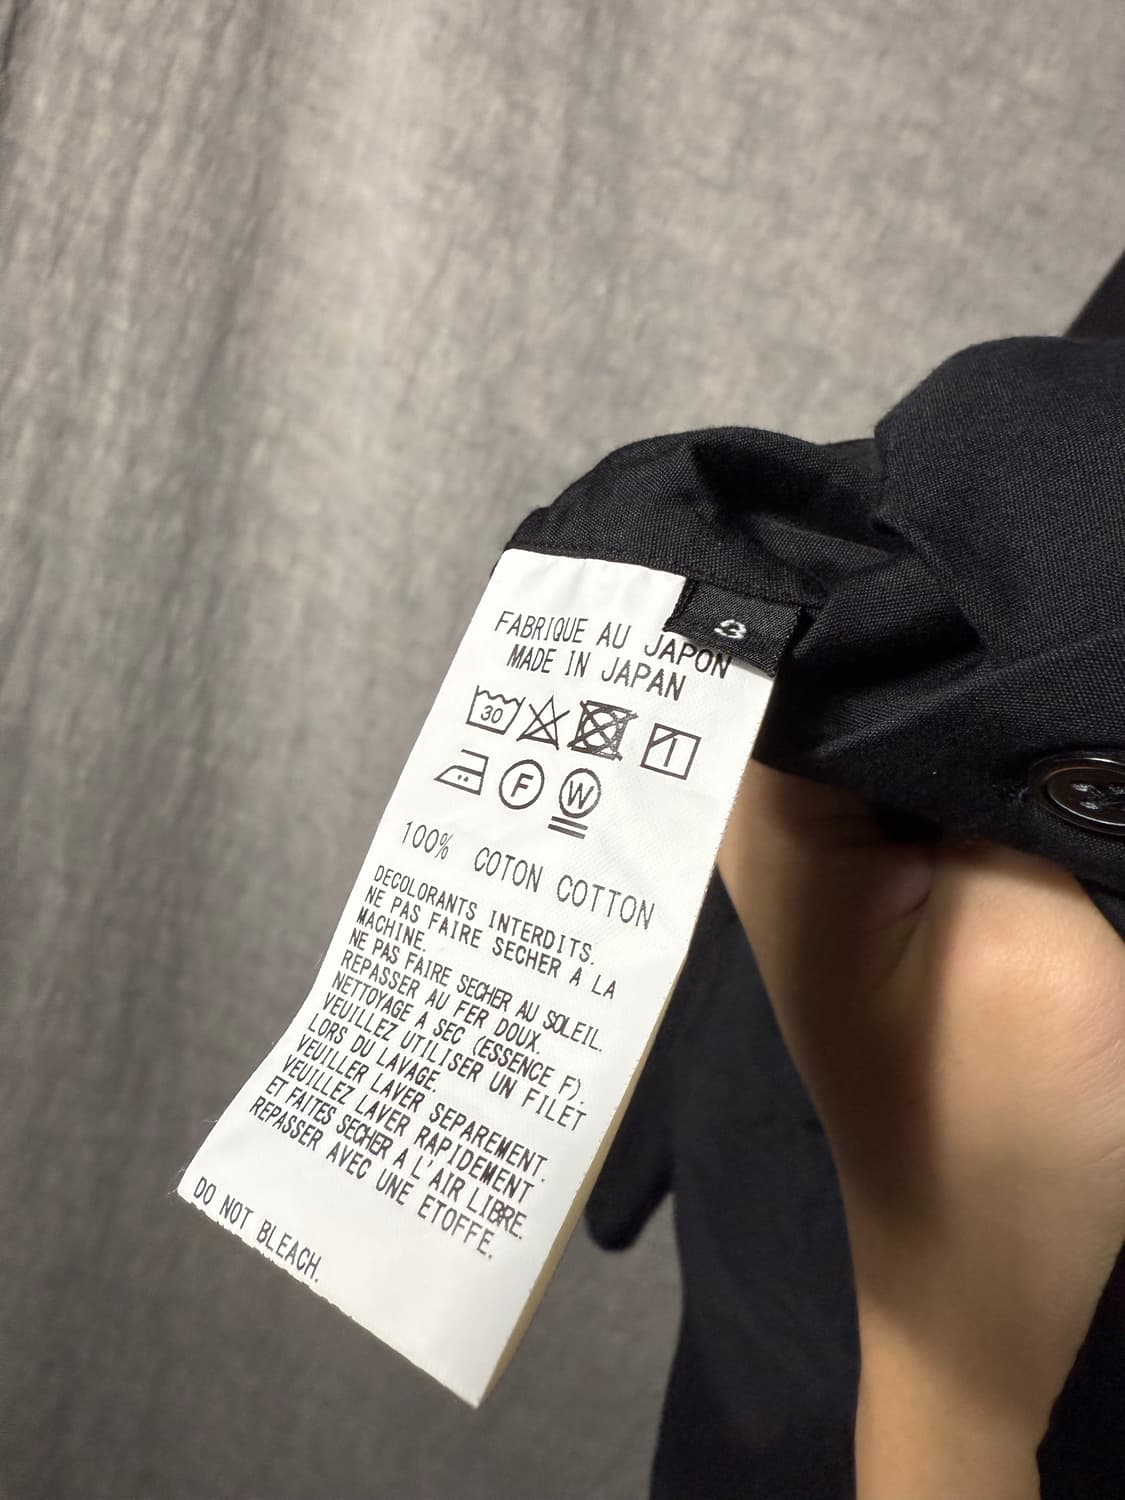 3
FABRIQUE AU JAPON
MADE IN JAPAN
30
F
W
100% COTON COTTON
DECOLORANTS INTERDITS.
NE PAS FAIRE SECHER A LA
MACHINE.
NE PAS FAIRE SECHER AU SOLEIL.
REPASSER AU FER DOUX.
NETTOYAGE A SEC (ESSENCE F).
VEUILLEZ UTILISER UN FILET
LORS DU LAVAGE.
VEUILLER LAVER SEPAREMENT.
VEUILLEZ LAVER RAPIDEMENT
ET FAITES SECHER A L'AIR LIBRE.
REPASSER AVEC UNE ETOFFE.
DO NOT BLEACH.